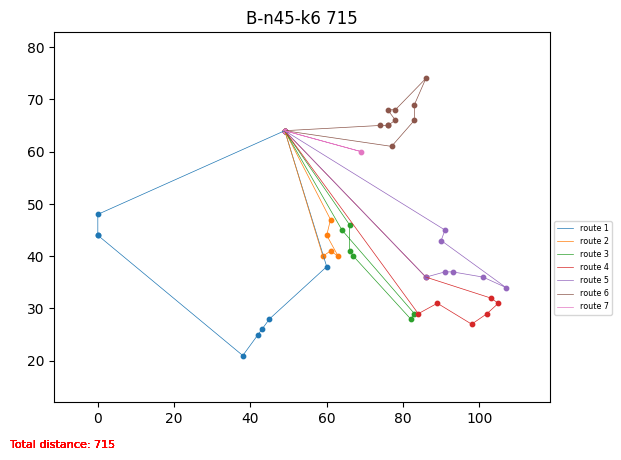 B-n45-k6 715
80
70
60
50
40
30
20
0 20 40 60 80 100
route 1
route 2
route 3
route 4
route 5
route 6
route 7
Total distance: 715